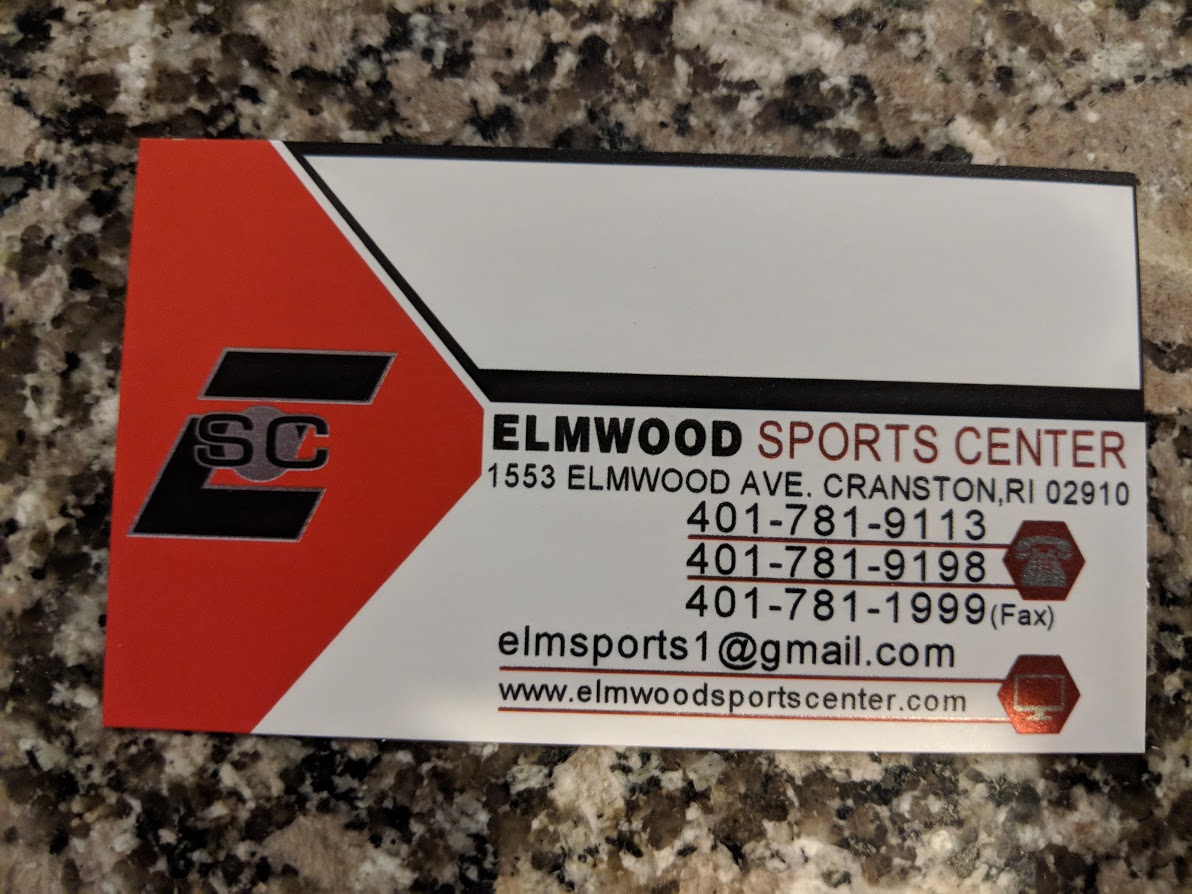 E
SC
ELMWOOD SPORTS CENTER
1553 ELMWOOD AVE. CRANSTON,RI 02910
401-781-9113
401-781-9198
401-781-1999(Fax)
elmsports1@gmail.com
www.elmwoodsportscenter.com